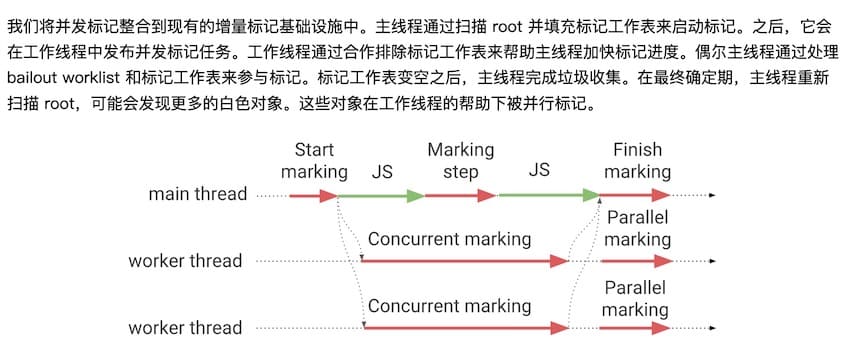 我们将并发标记整合到现有的增量标记基础设施中。主线程通过扫描 root 并填充标记工作表来启动标记。之后，它会
在工作线程中发布并发标记任务。工作线程通过合作排除标记工作表来帮助主线程加快标记进度。偶尔主线程通过处理
bailout worklist 和标记工作表来参与标记。标记工作表变空之后，主线程完成垃圾收集。在最终确定期，主线程重新
扫描 root，可能会发现更多的白色对象。这些对象在工作线程的帮助下被并行标记。
Start
marking
JS
Marking
step
JS
Finish
marking
main thread
Parallel
marking
Concurrent marking
worker thread
Parallel
marking
Concurrent marking
worker thread